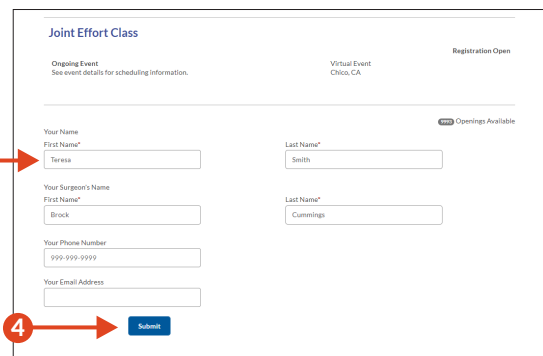 Joint Effort Class
Registration Open
Ongoing Event
See event details for scheduling information.
Virtual Event
Chico, CA
Openings Available
Your Name
First Name*
Last Name*
Teresa
Smith
Your Surgeon's Name
First Name*
Last Name*
Brock
Cummings
Your Phone Number
999-999-9999
Your Email Address
4
Submit